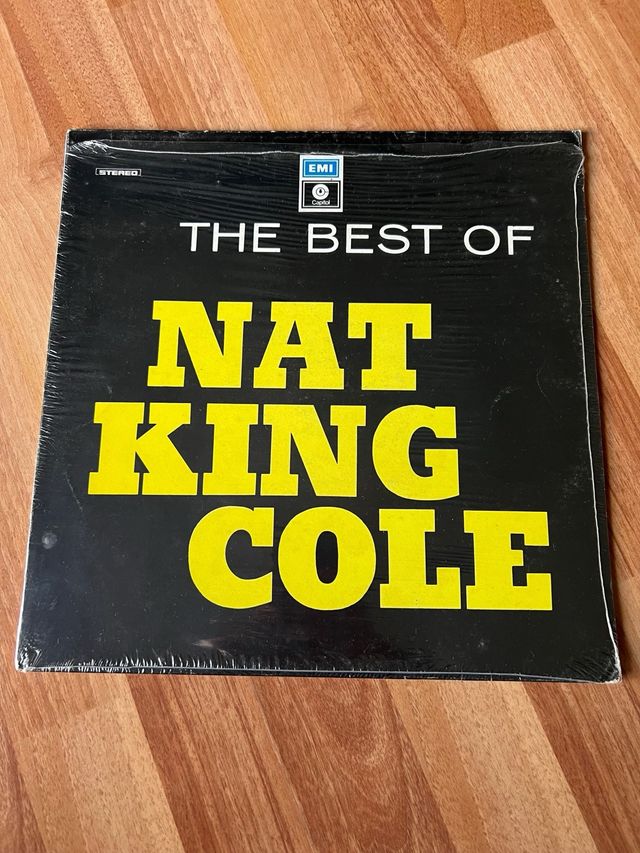 STEREO
EMI
Capitol
THE BEST OF
NAT
KING
COLE